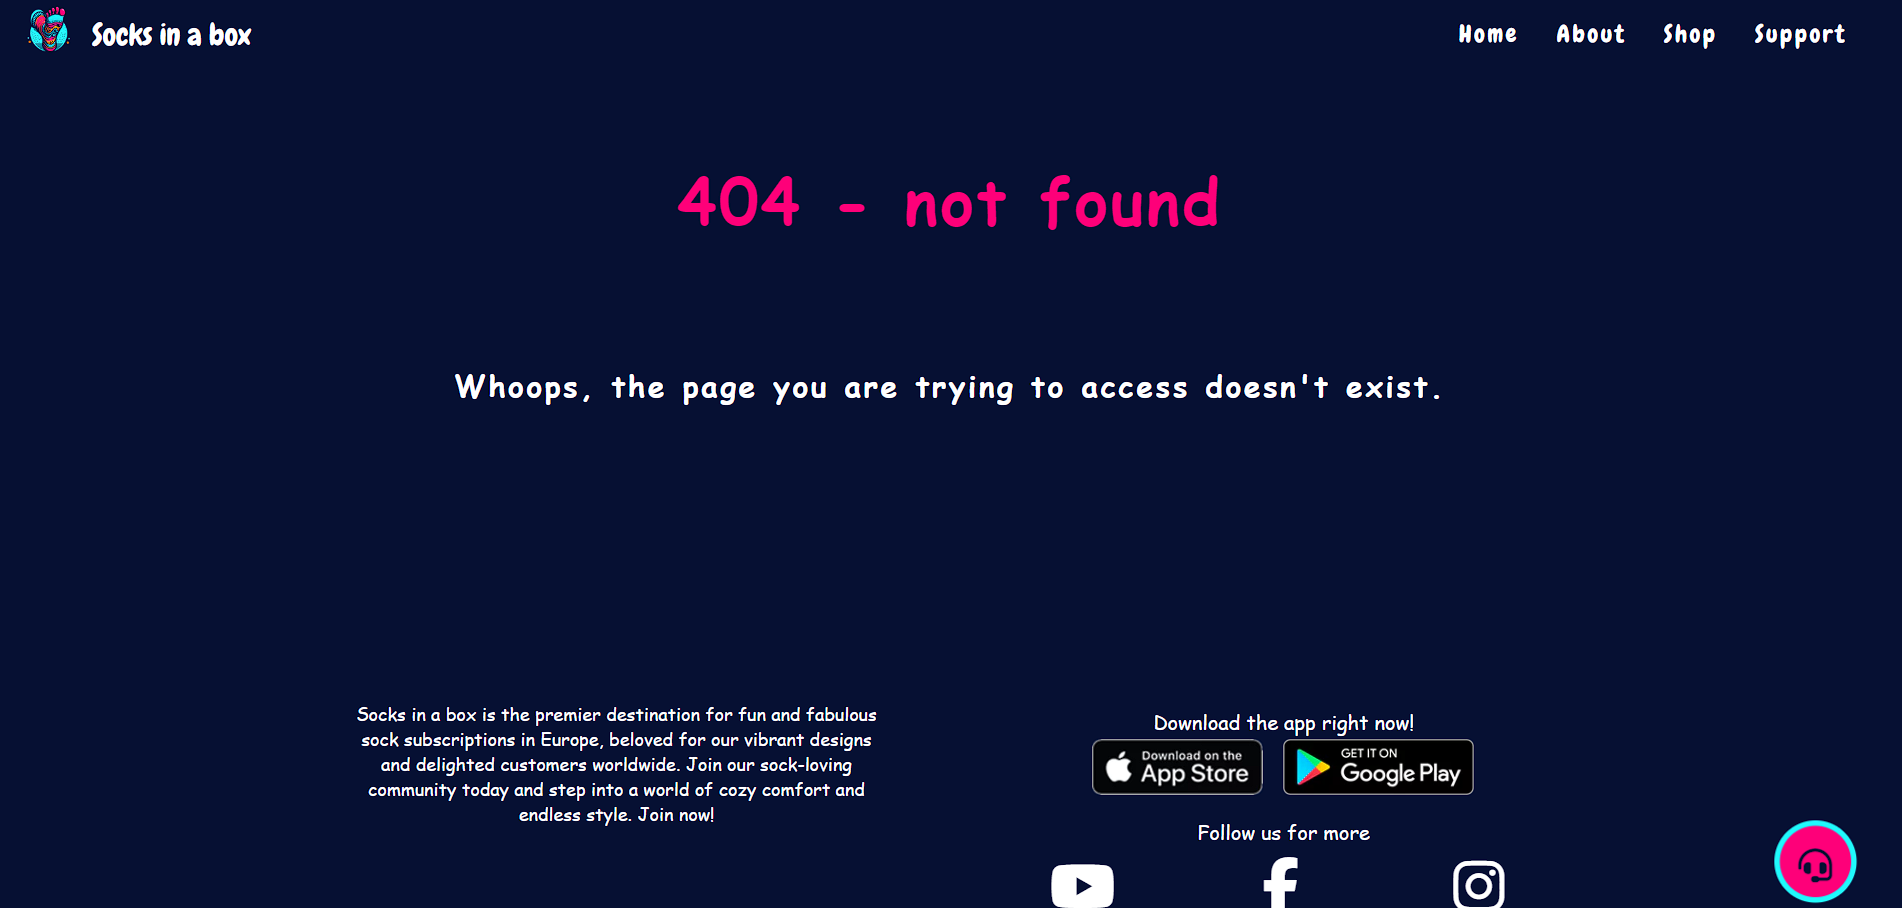 Socks in a box
Home About Shop Support
404 - not found
Whoops, the page you are trying to access doesn't exist.
Socks in a box is the premier destination for fun and fabulous
sock subscriptions in Europe, beloved for our vibrant designs
and delighted customers worldwide. Join our sock-loving
community today and step into a world of cozy comfort and
endless style. Join now!
Download the app right now!
Download on the
App Store
GET IT ON
Google Play
Follow us for more